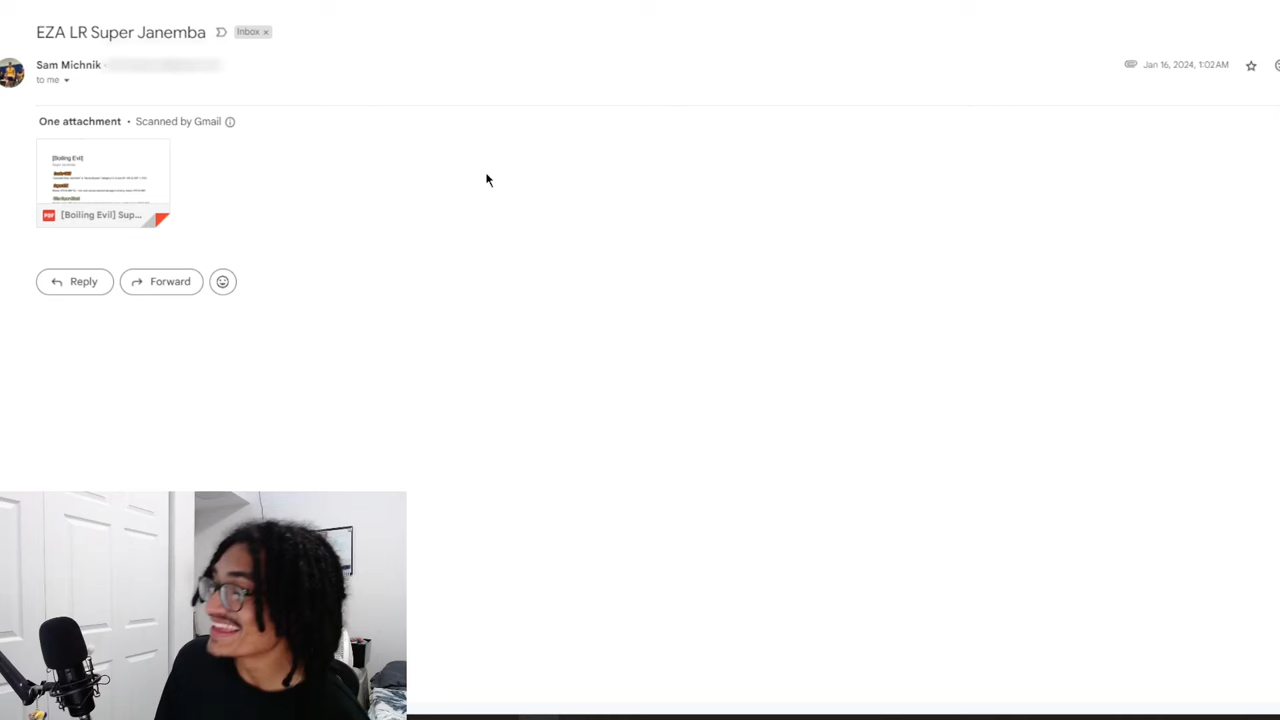 EZA LR Super Janemba
Inbox ×
Sam Michnik
Jan 16, 2024, 1:02 AM
to me
One attachment • Scanned by Gmail
[Boiling Evil]
PDF [Boiling Evil] Sup...
Reply
Forward